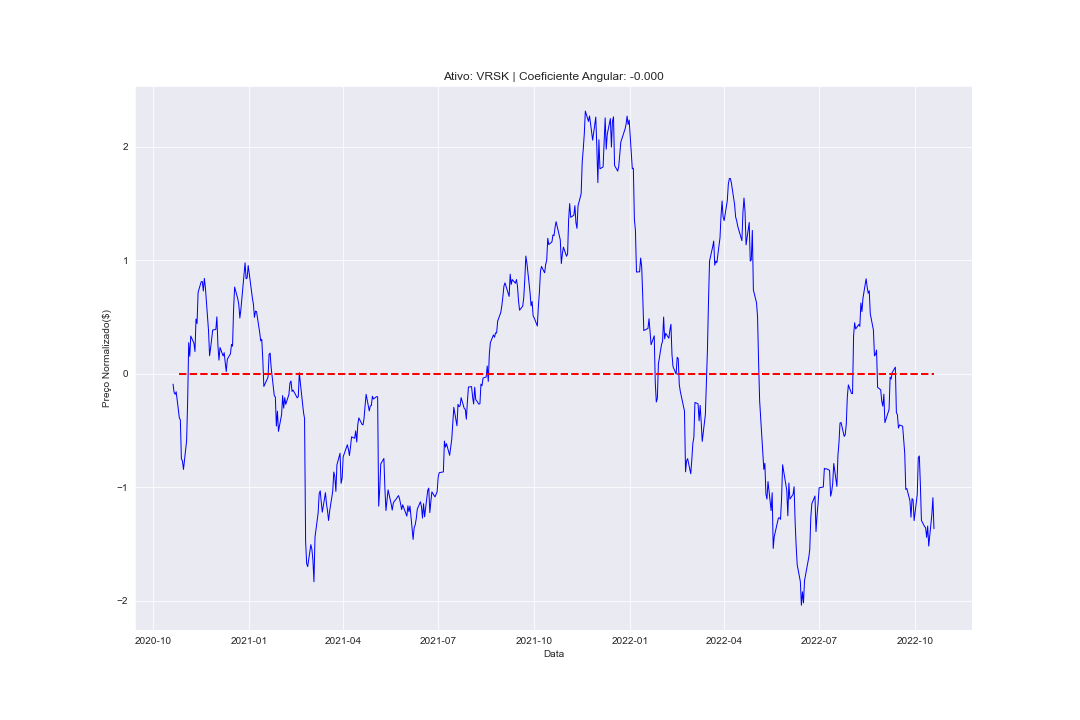 Ativo: VRSK | Coeficiente Angular: -0.000
Preço Normalizado($)
2
1
0
−1
−2
2020-10 2021-01 2021-04 2021-07 2021-10 2022-01 2022-04 2022-07 2022-10
Data